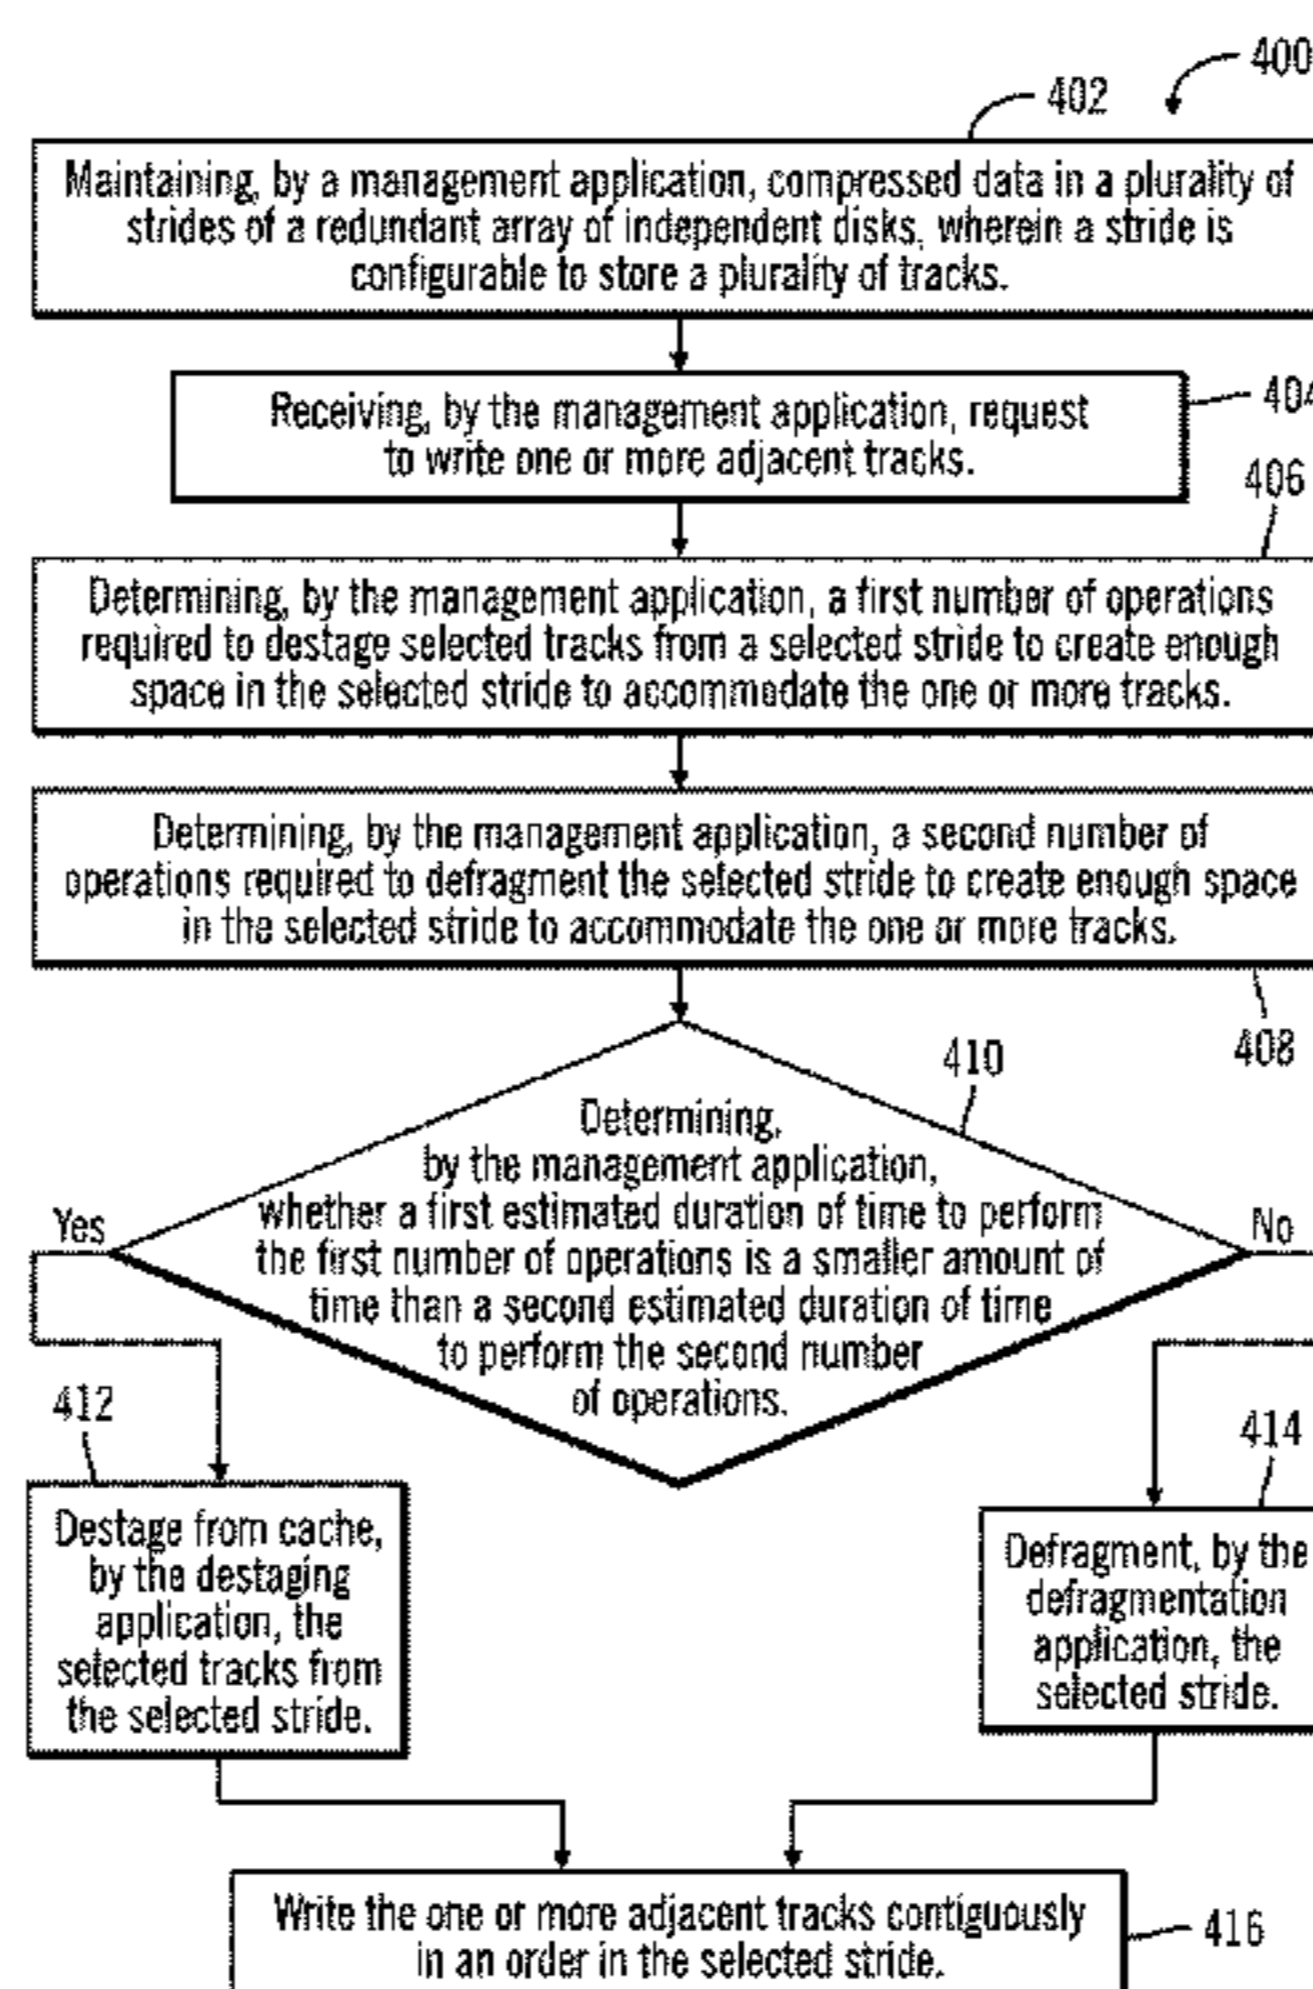 400
402
Maintaining, by a management application, compressed data in a plurality of
strides of a redundant array of independent disks, wherein a stride is
configurable to store a plurality of tracks.
404
Receiving, by the management application, request
to write one or more adjacent tracks.
406
Determining, by the management application, a first number of operations
required to destage selected tracks from a selected stride to create enough
space in the selected stride to accommodate the one or more tracks.
Determining, by the management application, a second number of
operations required to defragment the selected stride to create enough space
in the selected stride to accommodate the one or more tracks.
408
410
Determining,
by the management application,
whether a first estimated duration of time to perform
the first number of operations is a smaller amount of
time than a second estimated duration of time
to perform the second number
of operations.
Yes
No
412
Destage from cache,
by the destaging
application, the
selected tracks from
the selected stride.
414
Defragment, by the
defragmentation
application, the
selected stride.
Write the one or more adjacent tracks contiguously
in an order in the selected stride.
416